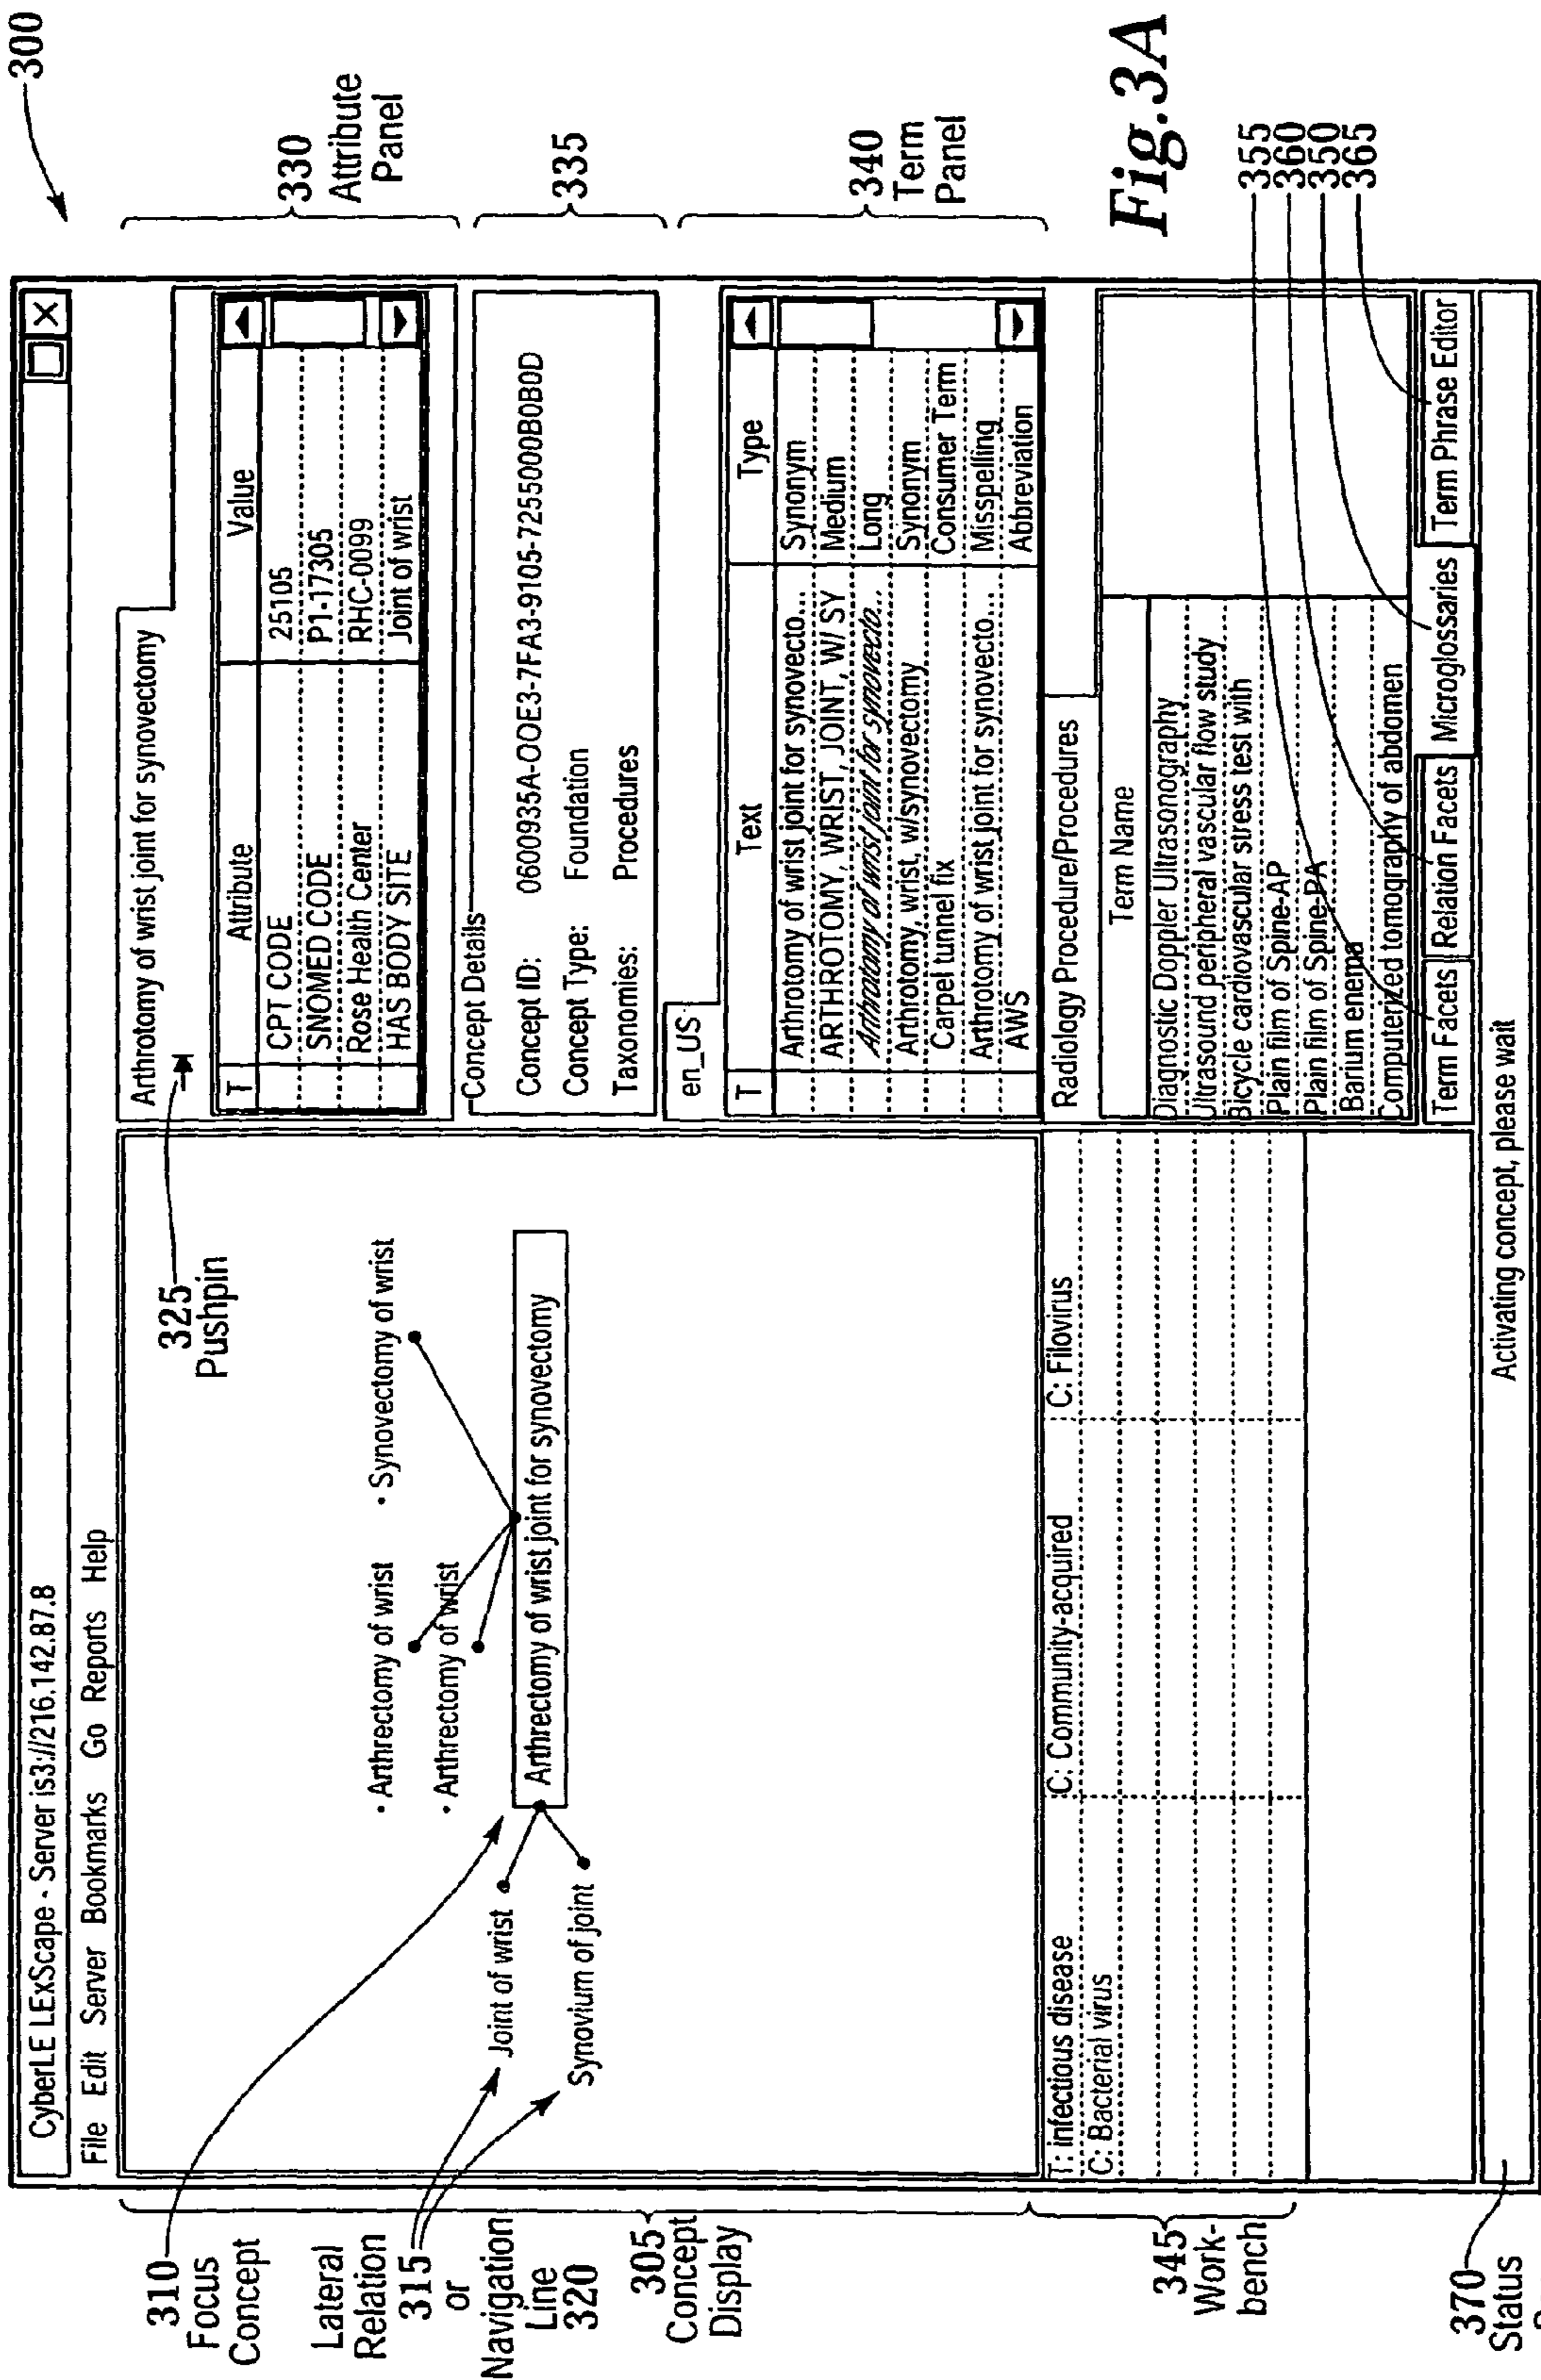 300
CyberLE LExScape - Server is3://216.142.87.8
File Edit Server Bookmarks Go Reports Help
310
Focus
Concept
Lateral
Relation
315
or
Navigation
Line
320
305
Concept
Display
345
Work-
bench
370
Status
325
Pushpin
• Arthrectomy of wrist
• Synovectomy of wrist
• Arthrectomy of wrist
Joint of wrist
Arthrectomy of wrist joint for synovectomy
Synovium of joint
Arthrotomy of wrist joint for synovectomy
T Attribute Value
CPT CODE 25105
SNOMED CODE P1-17305
Rose Health Center RHC-0099
HAS BODY SITE Joint of wrist
330
Attribute
Panel
Concept Details
Concept ID: 0600935A-OOE3-7FA3-9105-7255000B0B0D
Concept Type: Foundation
Taxonomies: Procedures
335
en_US
T Text Type
Arthrotomy of wrist joint for synovecto... Synonym
ARTHROTOMY, WRIST, JOINT, W/ SY Medium
Arthrotomy of wrist joint for synovecto... Long
Arthrotomy, wrist, w/synovectomy Synonym
Carpel tunnel fix Consumer Term
Arthrotomy of wrist joint for synovecto... Misspelling
AWS Abbreviation
340
Term
Panel
T: infectious disease C: Community-acquired C: Filovirus
C: Bacterial virus
Radiology Procedure/Procedures
Term Name
Diagnostic Doppler Ultrasonography
Ultrasound peripheral vascular flow study
Bicycle cardiovascular stress test with
Plain film of Spine-AP
Plain film of Spine-PA
Barium enema
Computerized tomography of abdomen
Term Facets Relation Facets Microglossaries Term Phrase Editor
Activating concept, please wait
Fig.3A
355
360
350
365